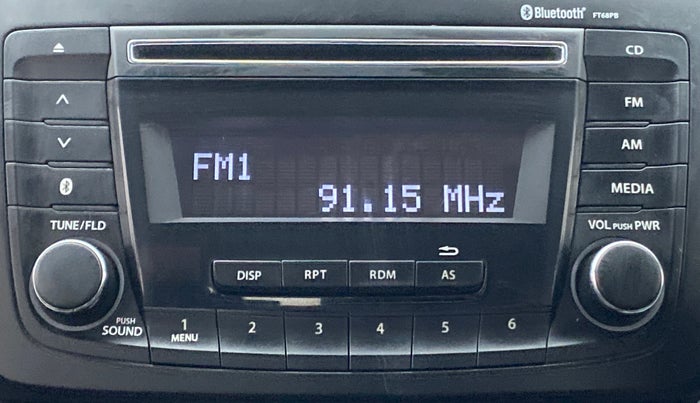 Bluetooth FT68PB
CD
FM
AM
MEDIA
FM1
91.15 MHz
TUNE/FLD
VOL PUSH PWR
DISP RPT RDM AS
PUSH
SOUND
1 2 3 4 5 6
MENU